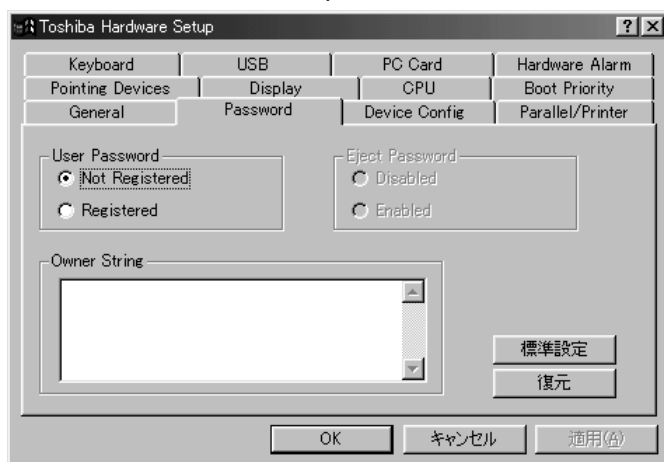 Toshiba Hardware Setup
Keyboard USB PC Card Hardware Alarm
Pointing Devices Display CPU Boot Priority
General Password Device Config Parallel/Printer
User Password Eject Password
Not Registered Disabled
Registered Enabled
Owner String
標準設定
復元
OK キャンセル 適用(A)